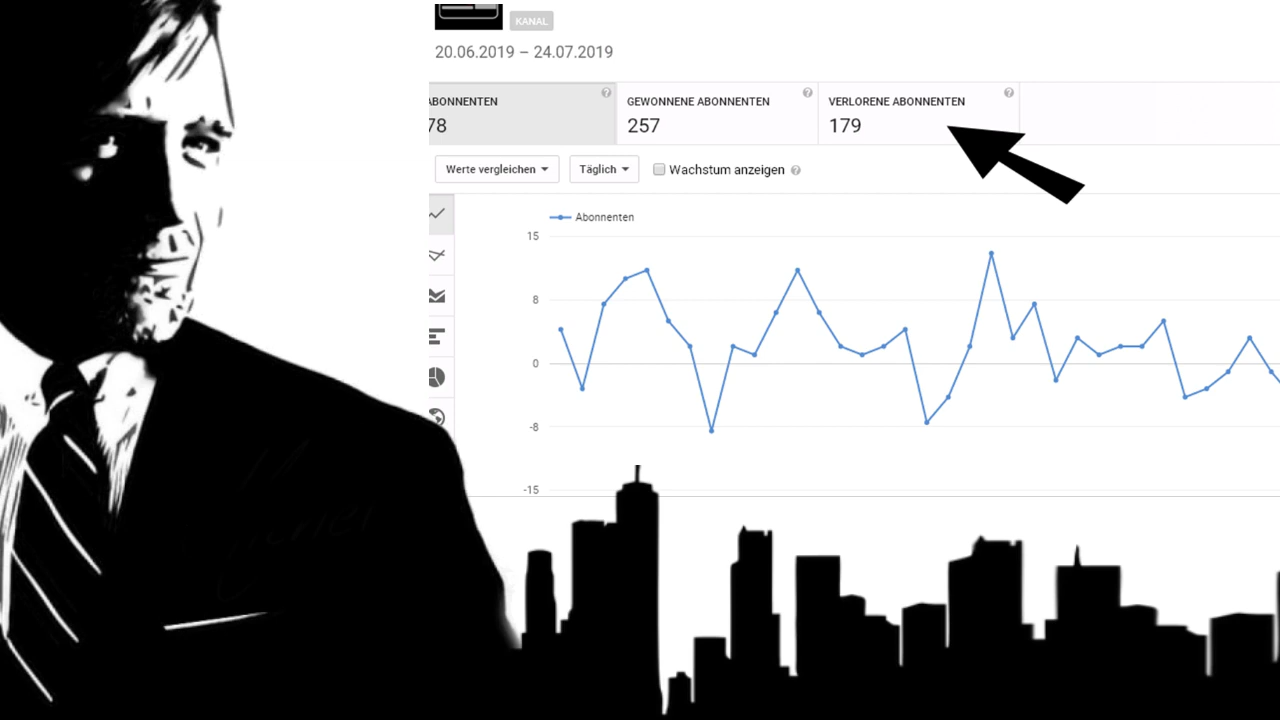 KANAL
20.06.2019 – 24.07.2019
ABONNENTEN
GEWONNENE ABONNENTEN
VERLORENE ABONNENTEN
78
257
179
Werte vergleichen
Täglich
Wachstum anzeigen
Abonnenten
15
8
0
-8
-15